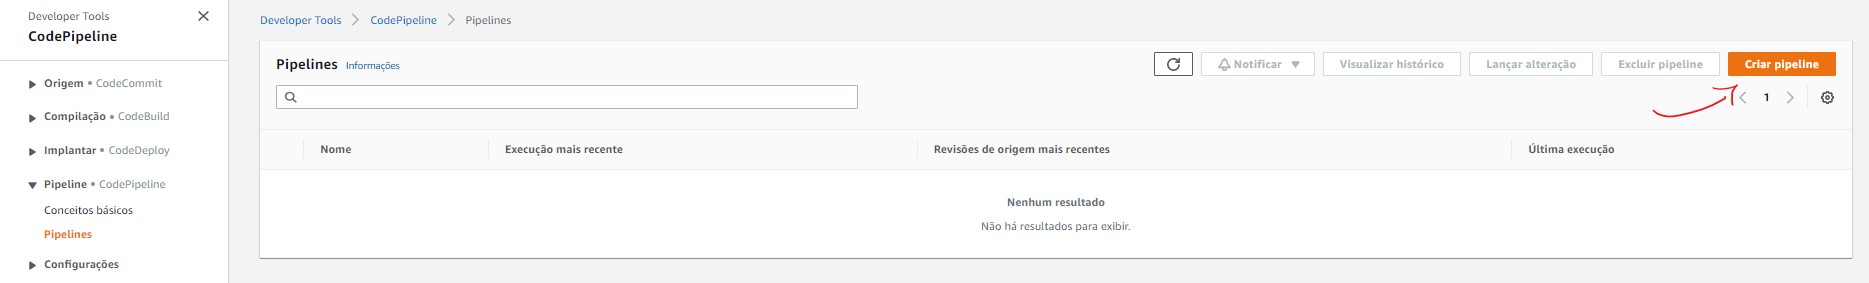 Developer Tools
CodePipeline
Origem • CodeCommit
Compilação • CodeBuild
Implantar • CodeDeploy
Pipeline • CodePipeline
Conceitos básicos
Pipelines
Configurações
Developer Tools > CodePipeline > Pipelines
Pipelines Informações
Notificar
Visualizar histórico
Lançar alteração
Excluir pipeline
Criar pipeline
1
Nome Execução mais recente Revisões de origem mais recentes Última execução
Nenhum resultado
Não há resultados para exibir.